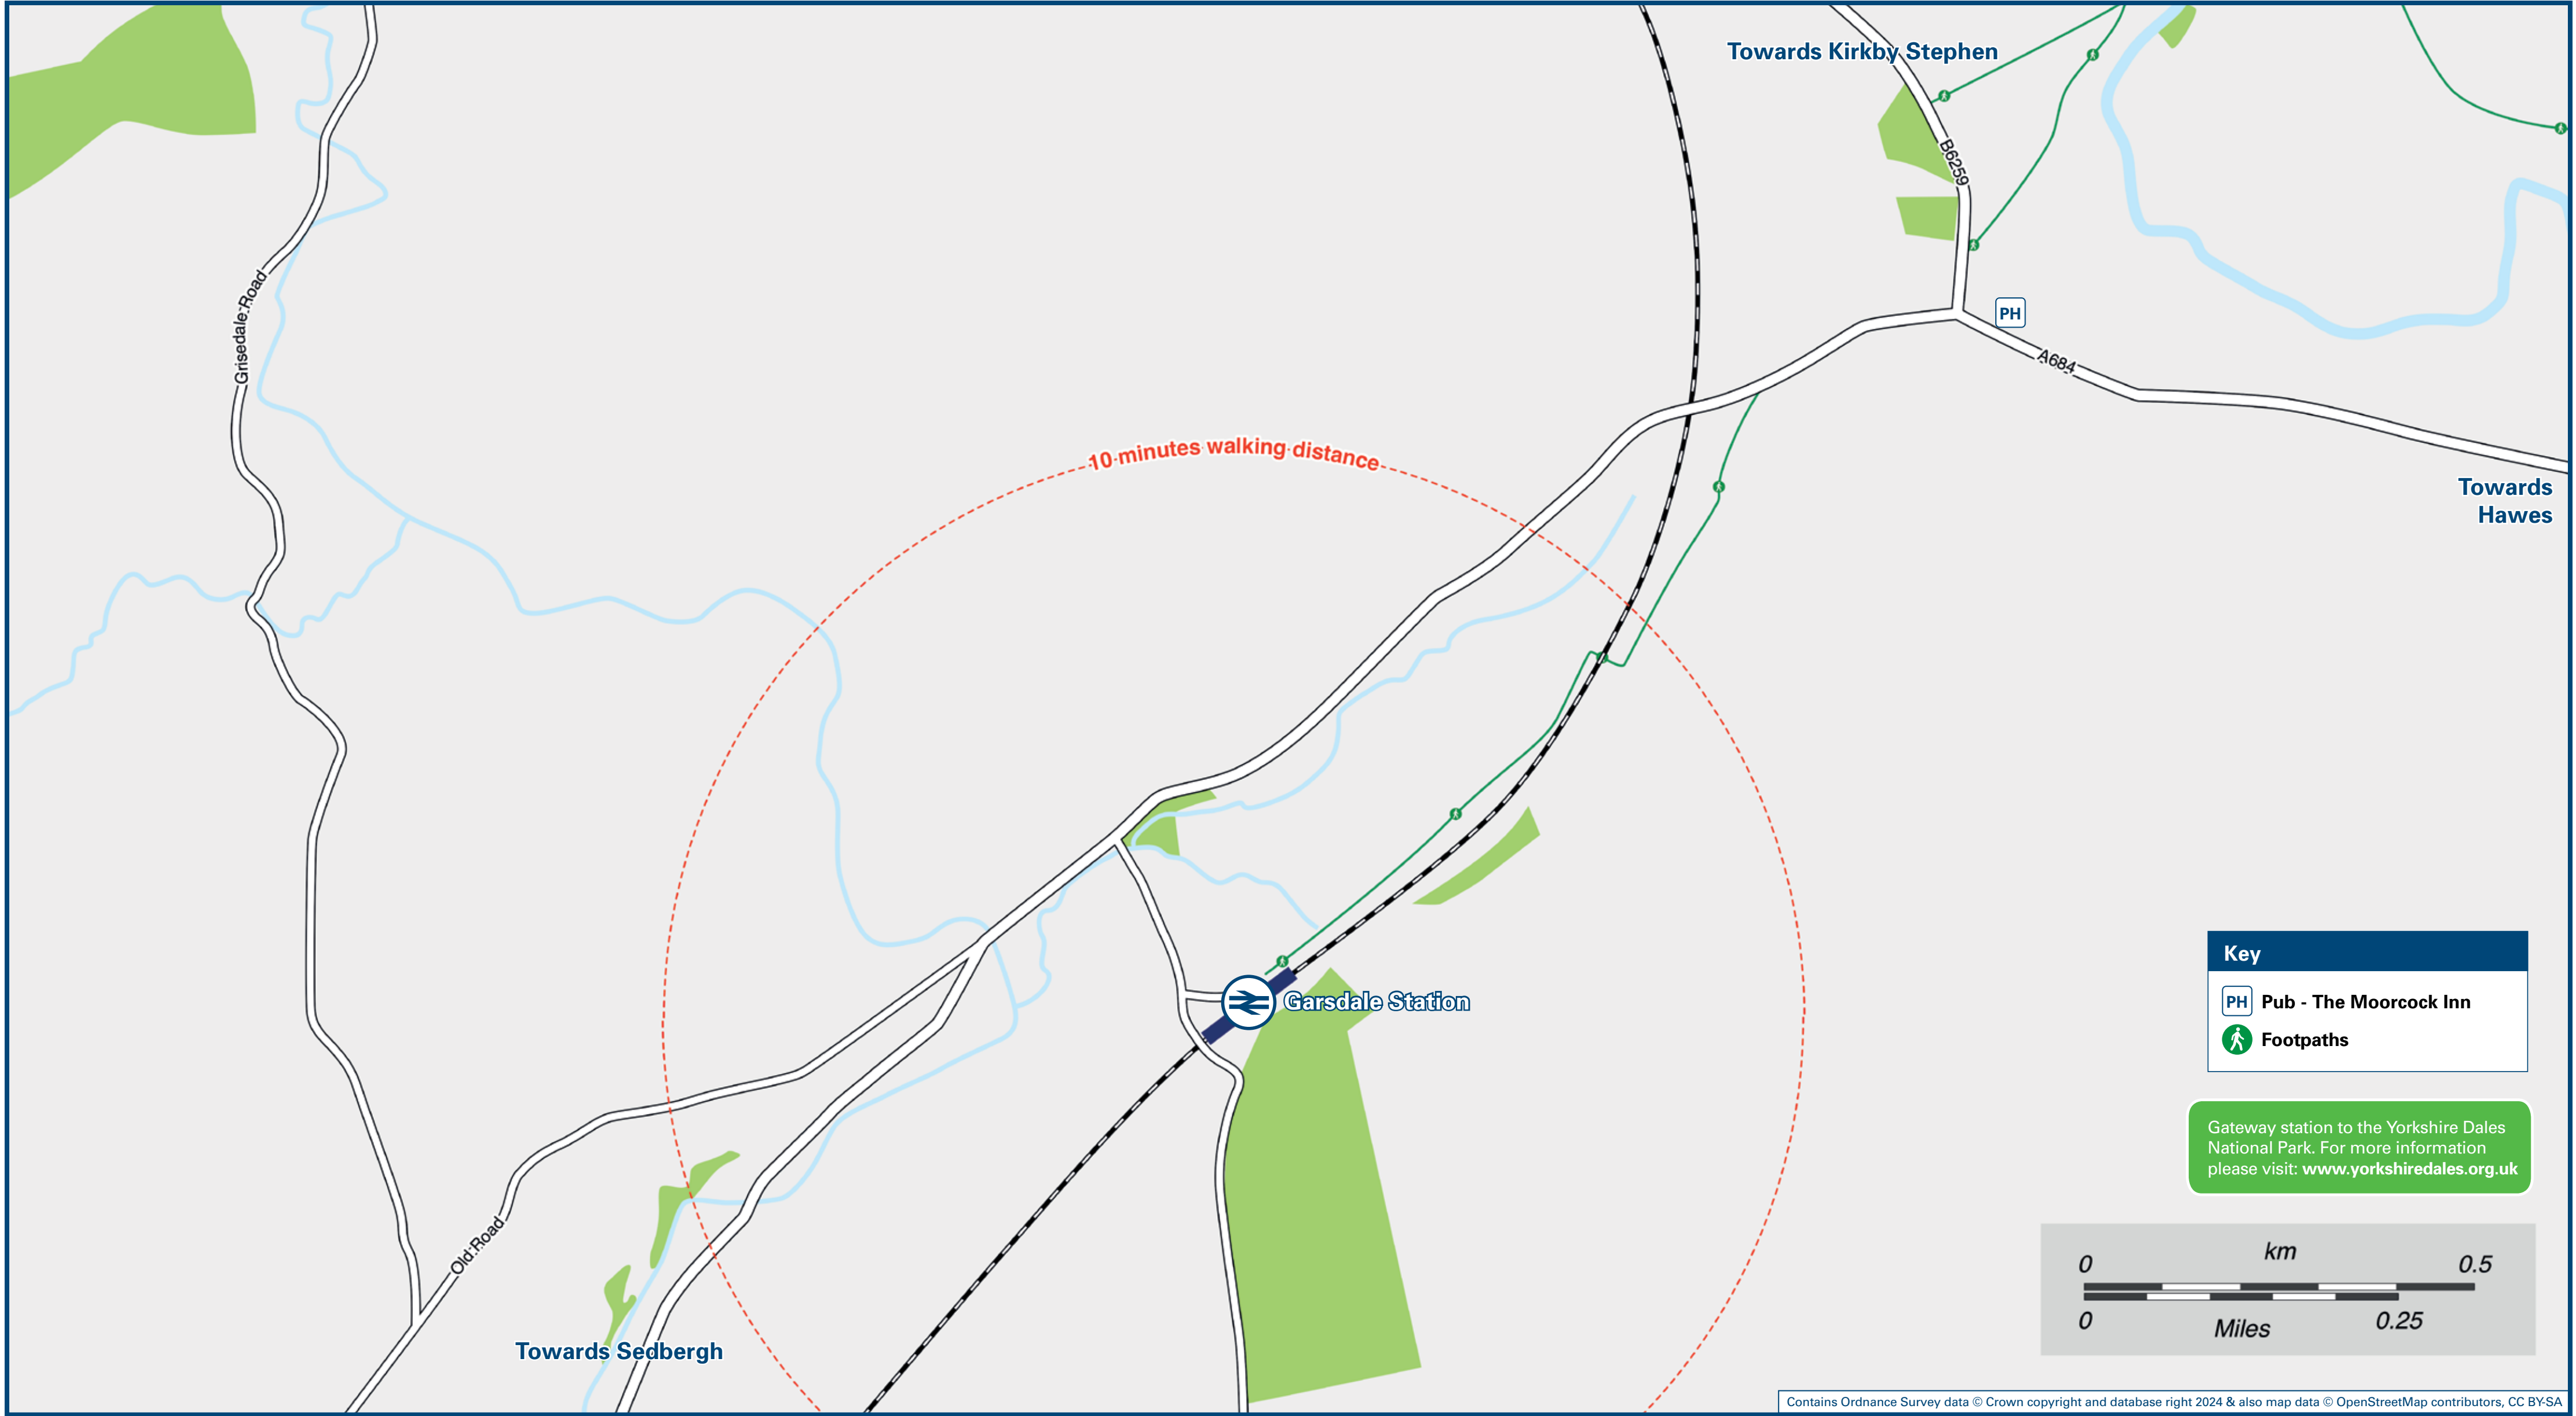 Towards Kirkby Stephen
B6259
Grisedale Road
PH
A684
10 minutes walking distance
Towards
Hawes
Garsdale Station
Key
PH Pub - The Moorcock Inn
Footpaths
Gateway station to the Yorkshire Dales
National Park. For more information
please visit: www.yorkshiredales.org.uk
Old Road
Towards Sedbergh
km
0 0.5
0 0.25
Miles
Contains Ordnance Survey data © Crown copyright and database right 2024 & also map data © OpenStreetMap contributors, CC BY-SA